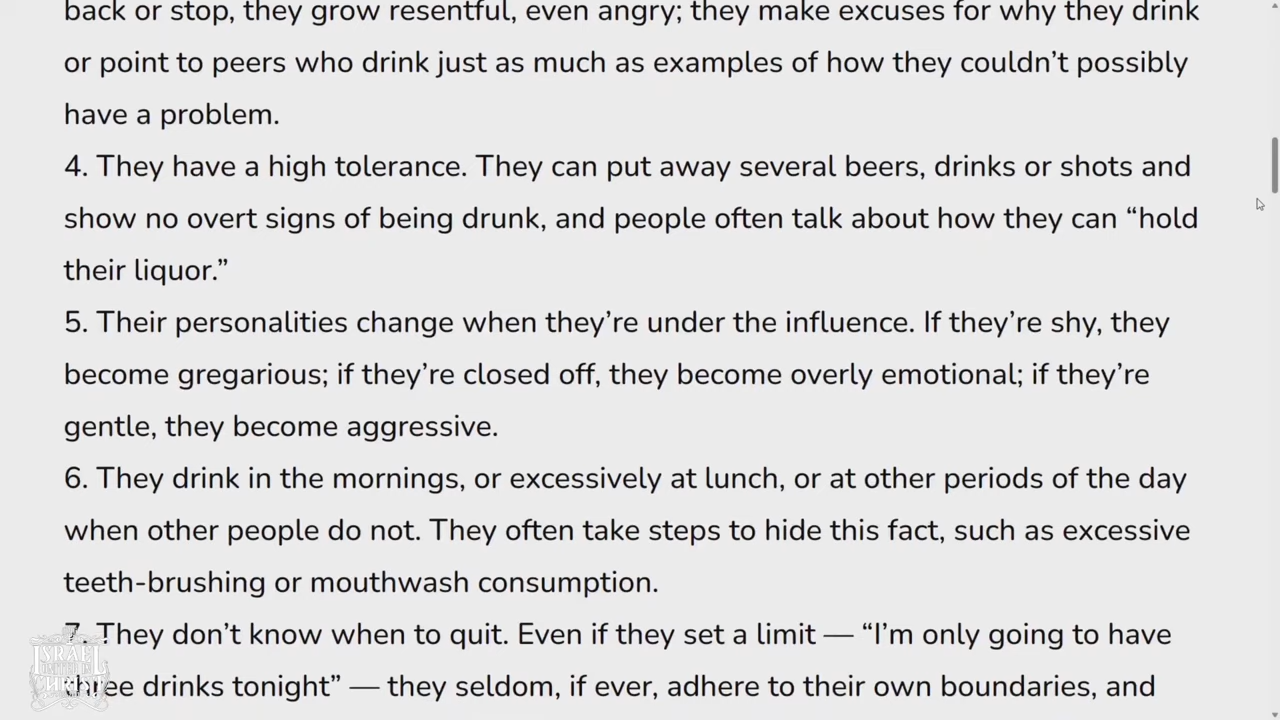 back or stop, they grow resentful, even angry; they make excuses for why they drink
or point to peers who drink just as much as examples of how they couldn’t possibly
have a problem.
4. They have a high tolerance. They can put away several beers, drinks or shots and
show no overt signs of being drunk, and people often talk about how they can “hold
their liquor.”
5. Their personalities change when they’re under the influence. If they’re shy, they
become gregarious; if they’re closed off, they become overly emotional; if they’re
gentle, they become aggressive.
6. They drink in the mornings, or excessively at lunch, or at other periods of the day
when other people do not. They often take steps to hide this fact, such as excessive
teeth-brushing or mouthwash consumption.
7. They don’t know when to quit. Even if they set a limit — “I’m only going to have
three drinks tonight” — they seldom, if ever, adhere to their own boundaries, and
ISRAEL
UNITED IN
CHRIST